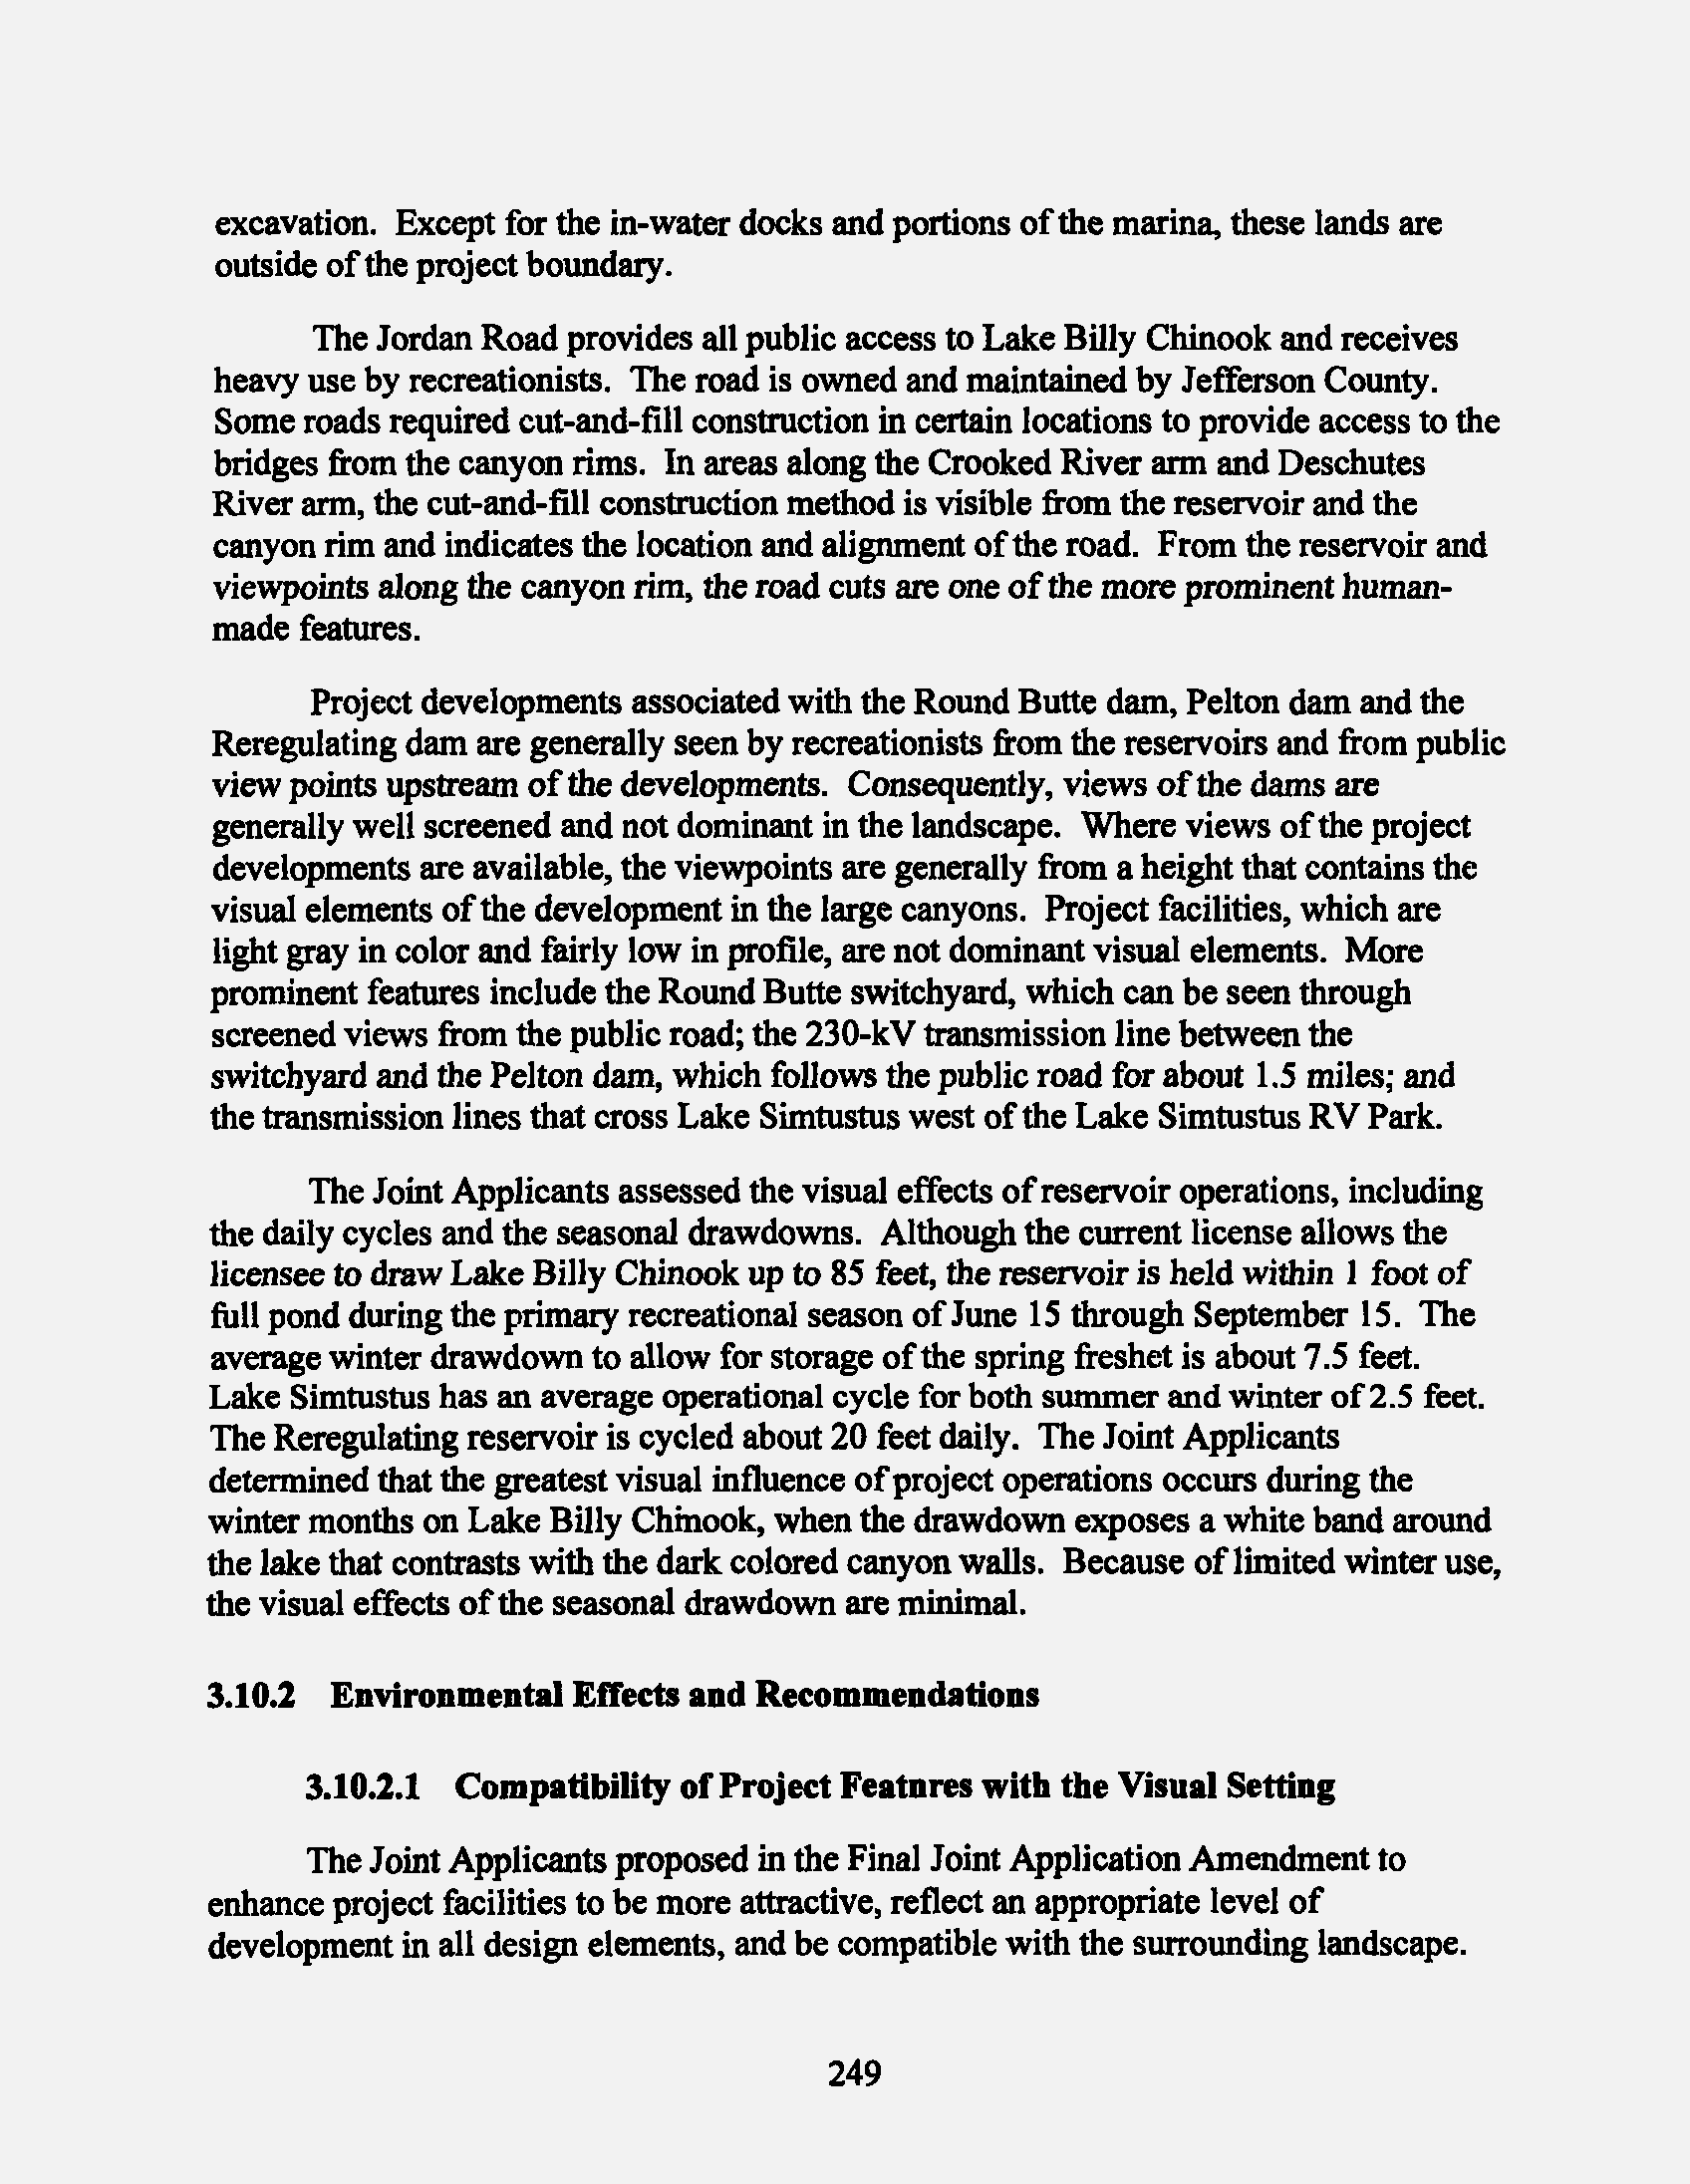 excavation. Except for the in-water docks and portions of the marina, these lands are
outside of the project boundary.
The Jordan Road provides all public access to Lake Billy Chinook and receives
heavy use by recreationists. The road is owned and maintained by Jefferson County.
Some roads required cut-and-fill construction in certain locations to provide access to the
bridges from the canyon rims. In areas along the Crooked River arm and Deschutes
River arm, the cut-and-fill construction method is visible from the reservoir and the
canyon rim and indicates the location and alignment of the road. From the reservoir and
viewpoints along the canyon rim, the road cuts are one of the more prominent human-
made features.
Project developments associated with the Round Butte dam, Pelton dam and the
Reregulating dam are generally seen by recreationists from the reservoirs and from public
view points upstream of the developments. Consequently, views of the dams are
generally well screened and not dominant in the landscape. Where views of the project
developments are available, the viewpoints are generally from a height that contains the
visual elements of the development in the large canyons. Project facilities, which are
light gray in color and fairly low in profile, are not dominant visual elements. More
prominent features include the Round Butte switchyard, which can be seen through
screened views from the public road; the 230-kV transmission line between the
switchyard and the Pelton dam, which follows the public road for about 1.5 miles; and
the transmission lines that cross Lake Simtustus west of the Lake Simtustus RV Park.
The Joint Applicants assessed the visual effects of reservoir operations, including
the daily cycles and the seasonal drawdowns. Although the current license allows the
licensee to draw Lake Billy Chinook up to 85 feet, the reservoir is held within 1 foot of
full pond during the primary recreational season of June 15 through September 15. The
average winter drawdown to allow for storage of the spring freshet is about 7.5 feet.
Lake Simtustus has an average operational cycle for both summer and winter of 2.5 feet.
The Reregulating reservoir is cycled about 20 feet daily. The Joint Applicants
determined that the greatest visual influence of project operations occurs during the
winter months on Lake Billy Chinook, when the drawdown exposes a white band around
the lake that contrasts with the dark colored canyon walls. Because of limited winter use,
the visual effects of the seasonal drawdown are minimal.
3.10.2 Environmental Effects and Recommendations
3.10.2.1 Compatibility of Project Features with the Visual Setting
The Joint Applicants proposed in the Final Joint Application Amendment to
enhance project facilities to be more attractive, reflect an appropriate level of
development in all design elements, and be compatible with the surrounding landscape.
249